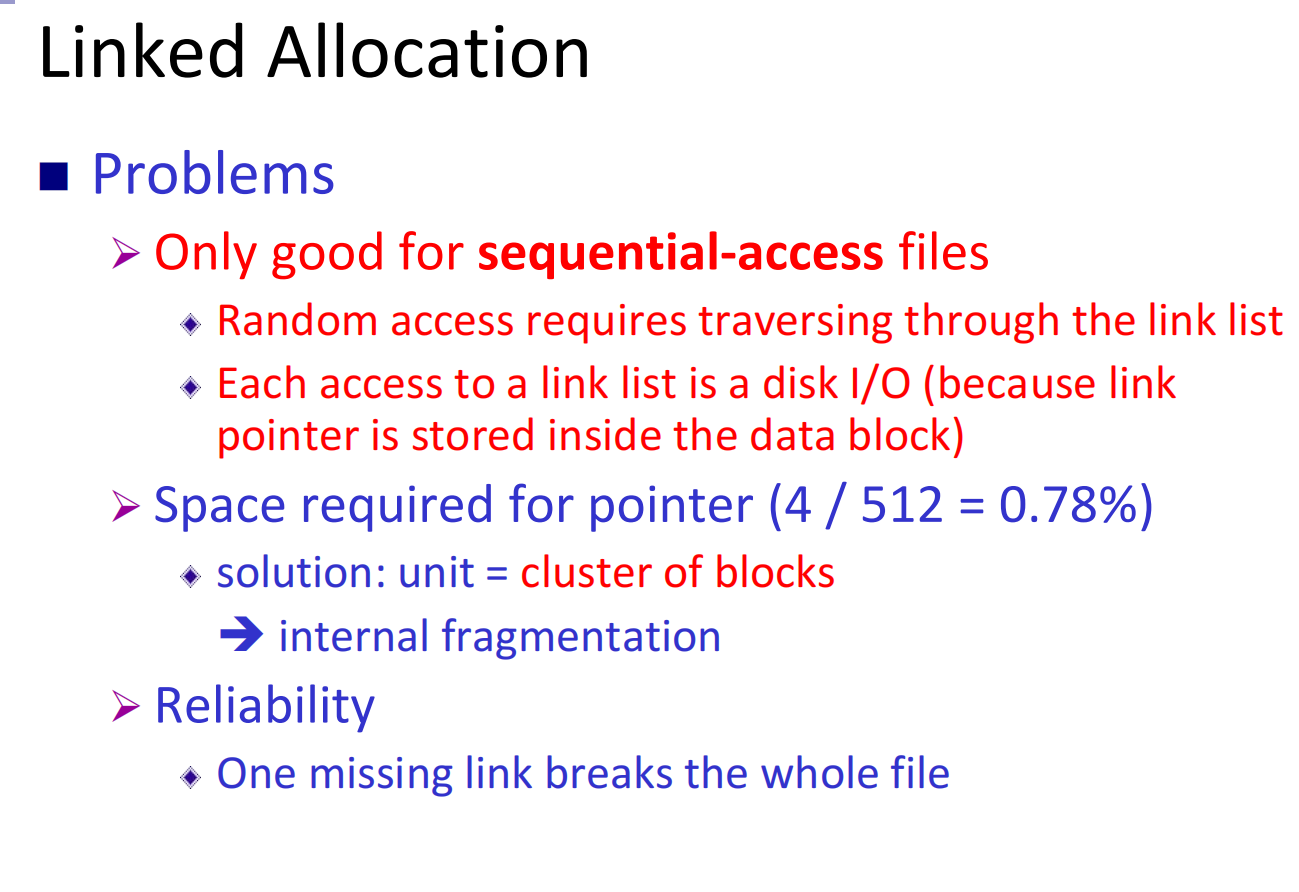 Linked Allocation
Problems
Only good for sequential-access files
Random access requires traversing through the link list
Each access to a link list is a disk I/O (because link
pointer is stored inside the data block)
Space required for pointer (4 / 512 = 0.78%)
solution: unit = cluster of blocks
➔ internal fragmentation
Reliability
One missing link breaks the whole file